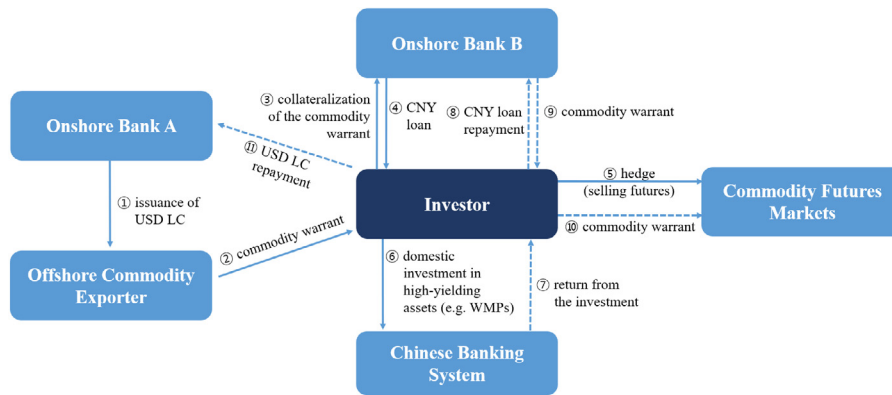 Onshore Bank B
Onshore Bank A
③ collateralization
of the commodity
warrant
④ CNY
loan
⑧ CNY loan
repayment
⑨ commodity warrant
⑪ USD LC
repayment
① issuance of
USD LC
Investor
⑤ hedge
(selling futures)
Commodity Futures
Markets
② commodity warrant
⑩ commodity warrant
Offshore Commodity
Exporter
⑥ domestic
investment in
high-yielding
assets (e.g. WMPs)
⑦ return from
the investment
Chinese Banking
System